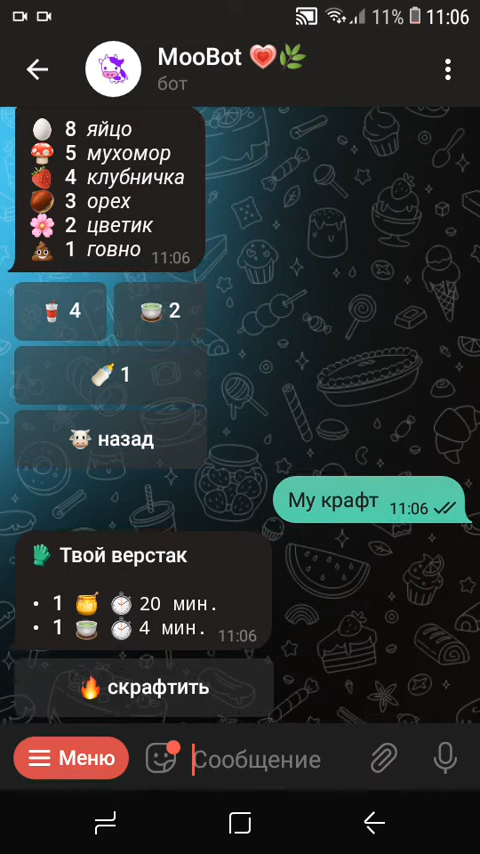 11% 11:06
MooBot 💗🌿
бот
🥚 8 яйцо
🍄 5 мухомор
🍓 4 клубничка
🌰 3 орех
🌸 2 цветик
💩 1 говно 11:06
🥤 4 🍵 2
🍼 1
🐮 назад
Му крафт 11:06
🧤 Твой верстак
• 1 🍯 ⏱ 20 мин.
• 1 🍵 ⏱ 4 мин. 11:06
🔥 скрафтить
Меню Сообщение